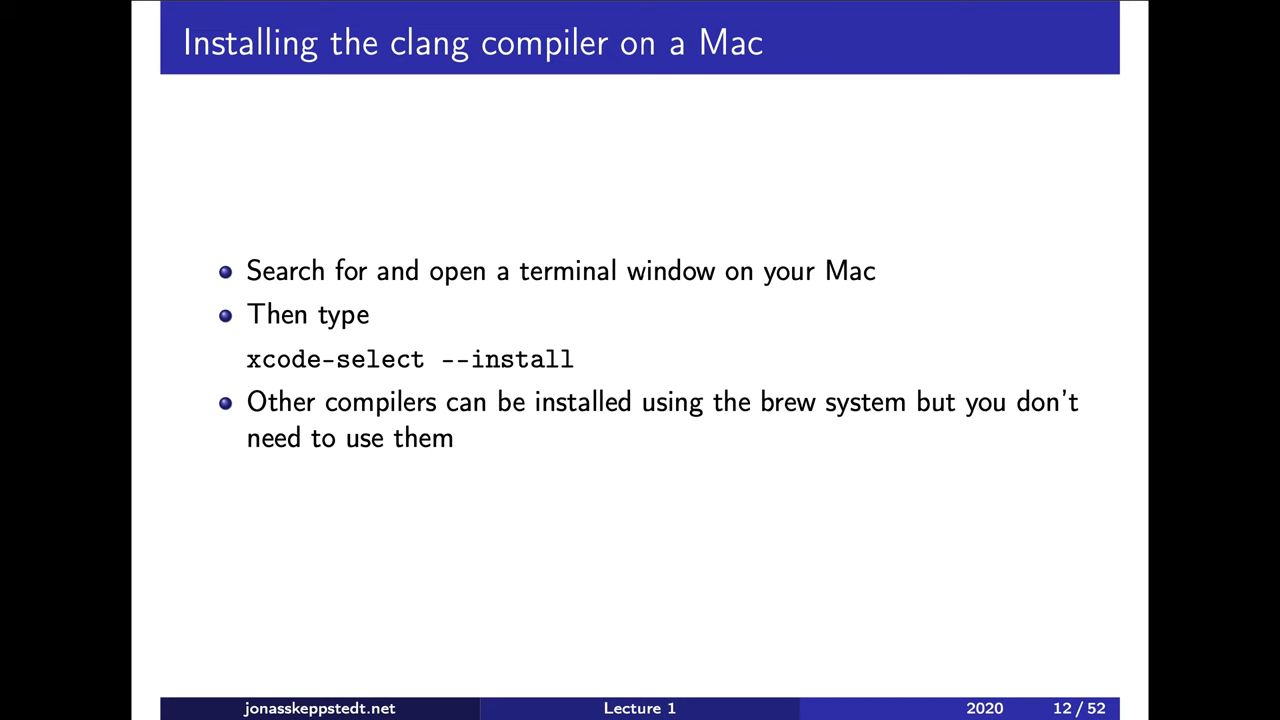 Installing the clang compiler on a Mac
Search for and open a terminal window on your Mac
Then type
xcode-select --install
Other compilers can be installed using the brew system but you don't
need to use them
jonasskeppstedt.net Lecture 1 2020 12 / 52